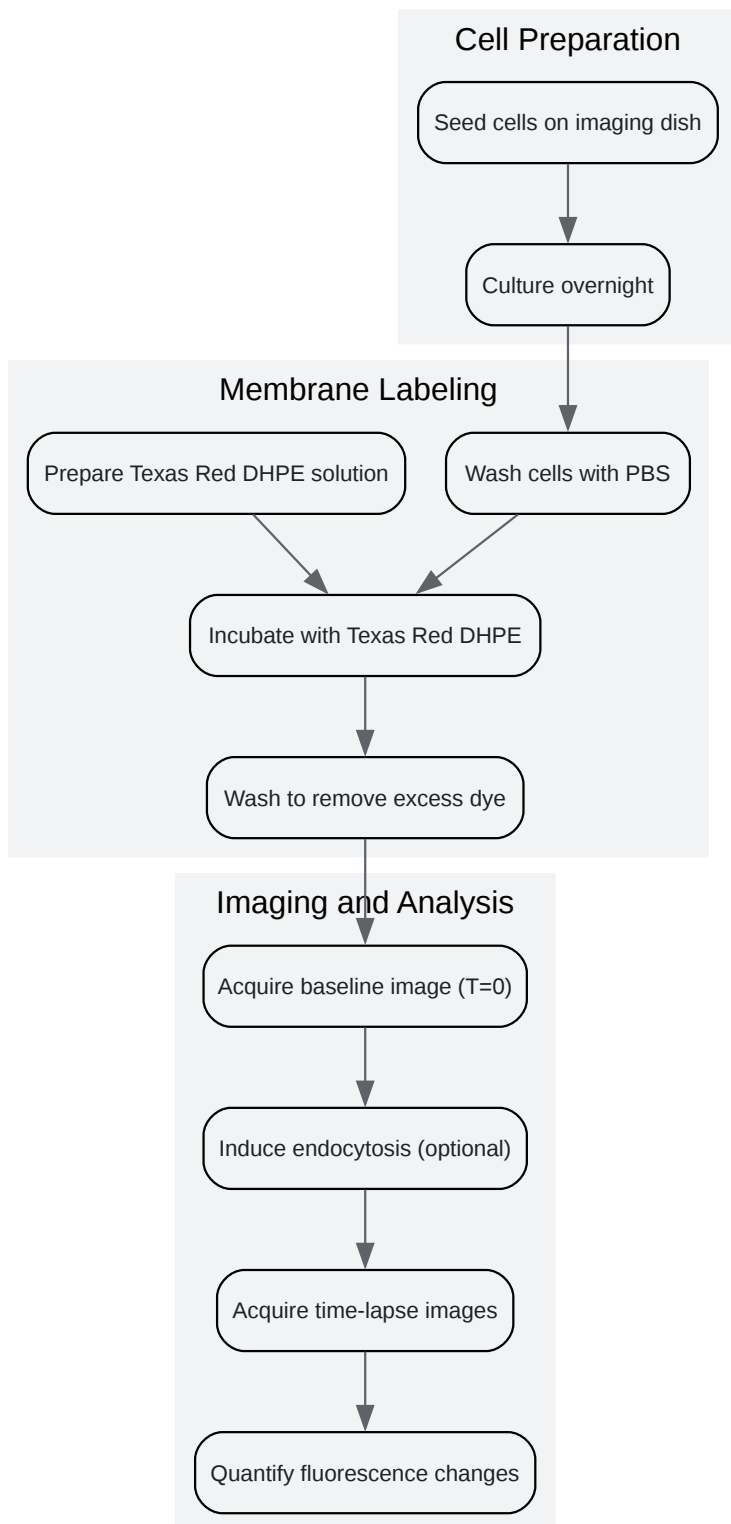 Cell Preparation
Seed cells on imaging dish
Culture overnight
Membrane Labeling
Prepare Texas Red DHPE solution
Wash cells with PBS
Incubate with Texas Red DHPE
Wash to remove excess dye
Imaging and Analysis
Acquire baseline image (T=0)
Induce endocytosis (optional)
Acquire time-lapse images
Quantify fluorescence changes